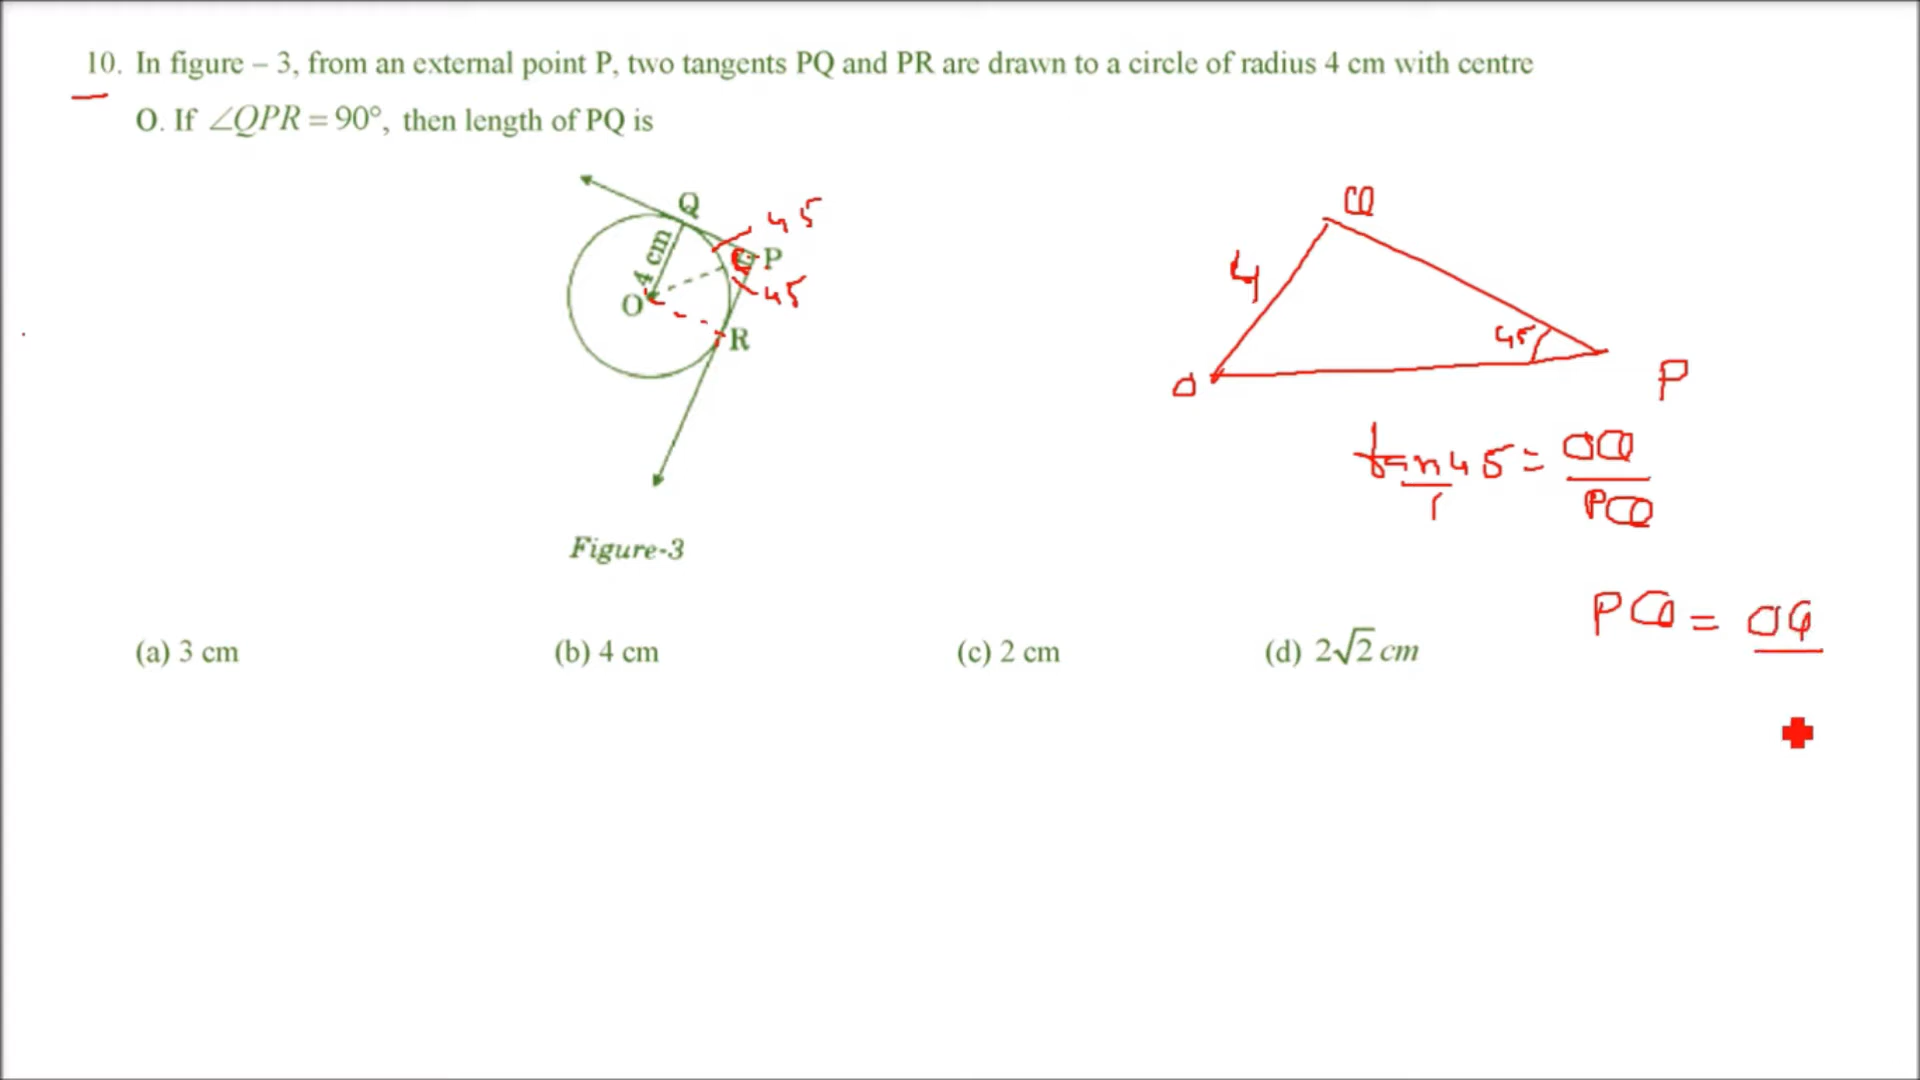 10. In figure – 3, from an external point P, two tangents PQ and PR are drawn to a circle of radius 4 cm with centre
O. If ∠QPR = 90°, then length of PQ is
Q
45
4 cm
P
O
45
R
Figure-3
Q
4
45
O
P
tan 45 = OQ / PQ
1
PQ = OQ
(a) 3 cm
(b) 4 cm
(c) 2 cm
(d) 2√2 cm